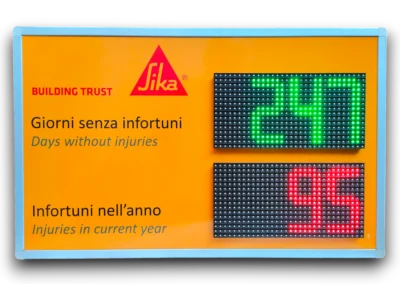 BUILDING TRUST
Sika
Giorni senza infortuni
Days without injuries
247
Infortuni nell'anno
Injuries in current year
95